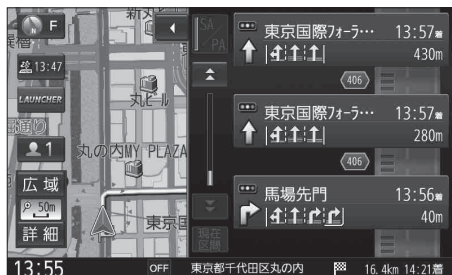 F
13:47
LAUNCHER
1
広域
50m
詳細
13:55
丸ビル
丸の内MY PLAZA
東京
OFF
SA/PA
現在
区間
東京国際フォーラ… 13:57着
430m
406
東京国際フォーラ… 13:57着
280m
406
馬場先門 13:56着
40m
東京都千代田区丸の内
16.4km 14:21着